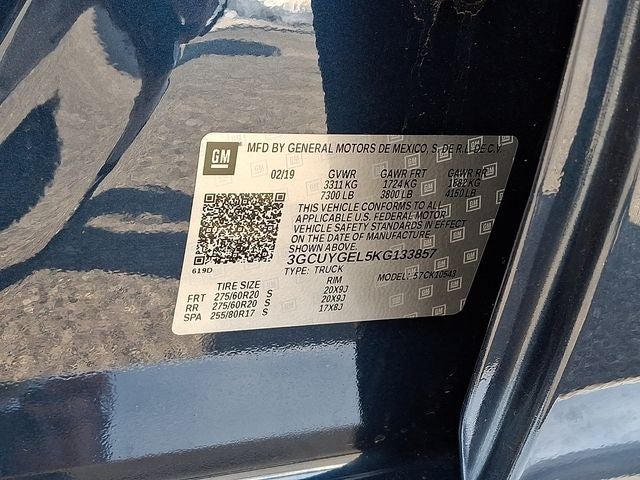 GM MFD BY GENERAL MOTORS DE MEXICO, S. DE R.L. DE C.V.
02/19 GVWR GAWR FRT GAWR RR
3311 KG 1724 KG 1882 KG
7300 LB 3800 LB 4150 LB
THIS VEHICLE CONFORMS TO ALL
APPLICABLE U.S. FEDERAL MOTOR
VEHICLE SAFETY STANDARDS IN EFFECT
ON THE DATE OF MANUFACTURE
SHOWN ABOVE.
3GCUYGEL5KG133857
619D
TYPE: TRUCK MODEL: 57CK10543
TIRE SIZE RIM
FRT 275/60R20 S 20X9J
RR 275/60R20 S 20X9J
SPA 255/80R17 S 17X8J